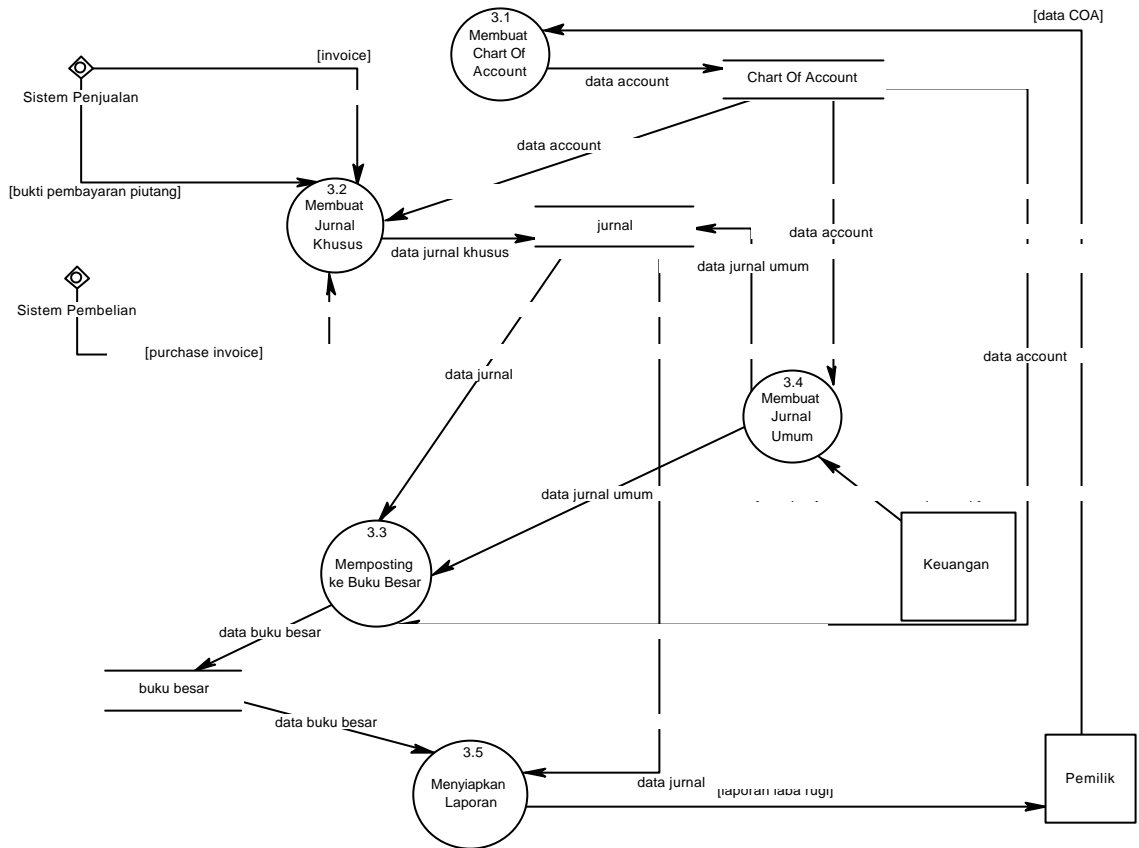 [data COA]
3.1
Membuat
Chart Of
Account
[invoice]
data account
Chart Of Account
Sistem Penjualan
data account
[bukti pembayaran piutang]
3.2
Membuat
Jurnal
Khusus
jurnal
data account
data jurnal khusus
data jurnal umum
Sistem Pembelian
[purchase invoice]
data account
data jurnal
3.4
Membuat
Jurnal
Umum
data jurnal umum
3.3
Memposting
ke Buku Besar
Keuangan
data buku besar
buku besar
data buku besar
3.5
Menyiapkan
Laporan
data jurnal
[laporan laba rugi]
Pemilik